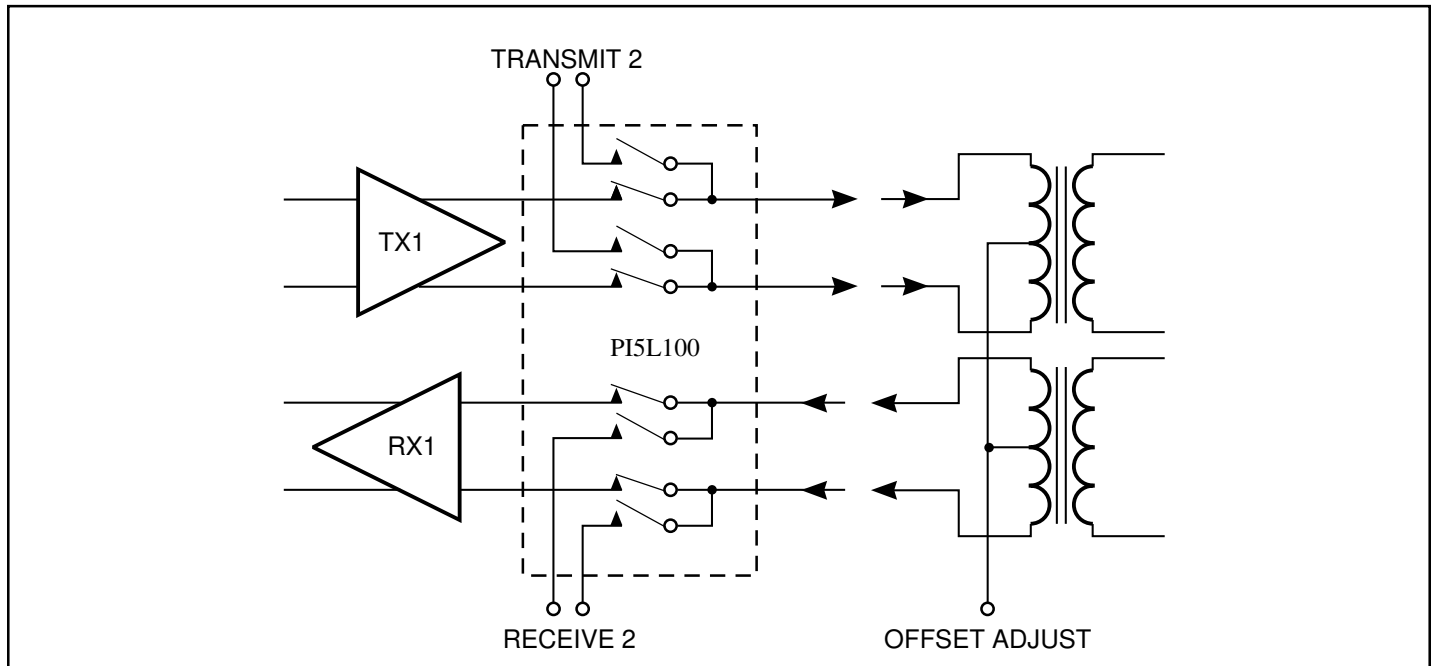 TRANSMIT 2
TX1
PI5L100
RX1
RECEIVE 2
OFFSET ADJUST